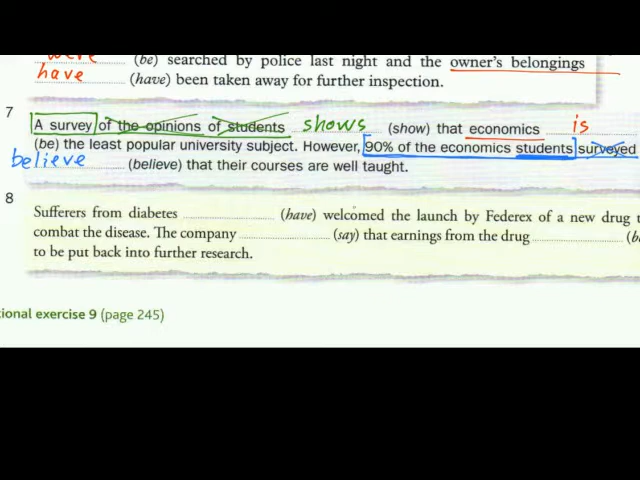 were (be) searched by police last night and the owner's belongings
have (have) been taken away for further inspection.
7
A survey of the opinions of students shows (show) that economics is
(be) the least popular university subject. However, 90% of the economics students surveyed
believe (believe) that their courses are well taught.
8
Sufferers from diabetes .................... (have) welcomed the launch by Federex of a new drug t
combat the disease. The company .................... (say) that earnings from the drug .................... (b
to be put back into further research.
tional exercise 9 (page 245)